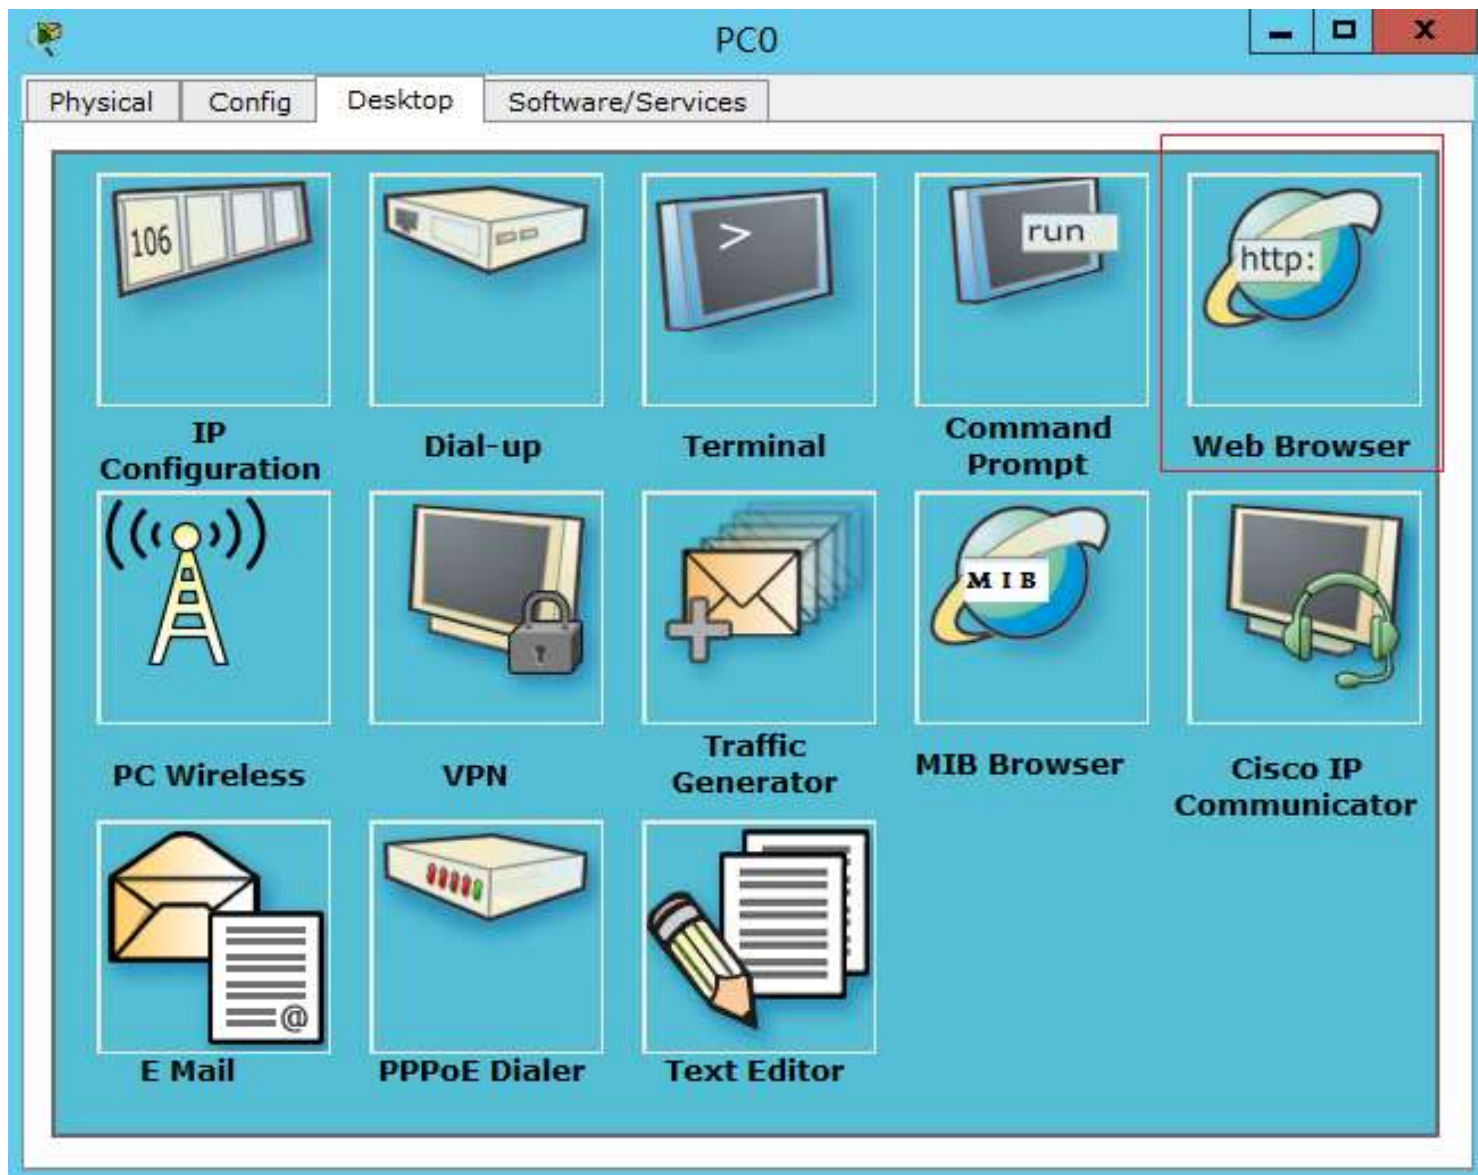 PC0
Physical
Config
Desktop
Software/Services
106
>
run
http:
IP
Configuration
Dial-up
Terminal
Command
Prompt
Web Browser
MIB
PC Wireless
VPN
Traffic
Generator
MIB Browser
Cisco IP
Communicator
@
E Mail
PPPoE Dialer
Text Editor